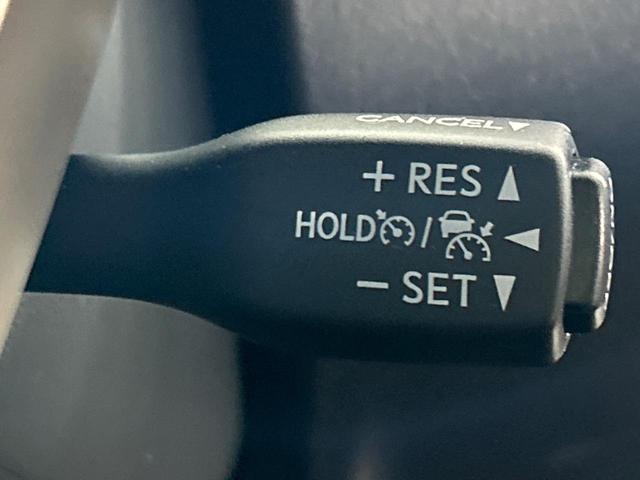 CANCEL▼
+ RES ▲
HOLD / ◀
− SET ▼